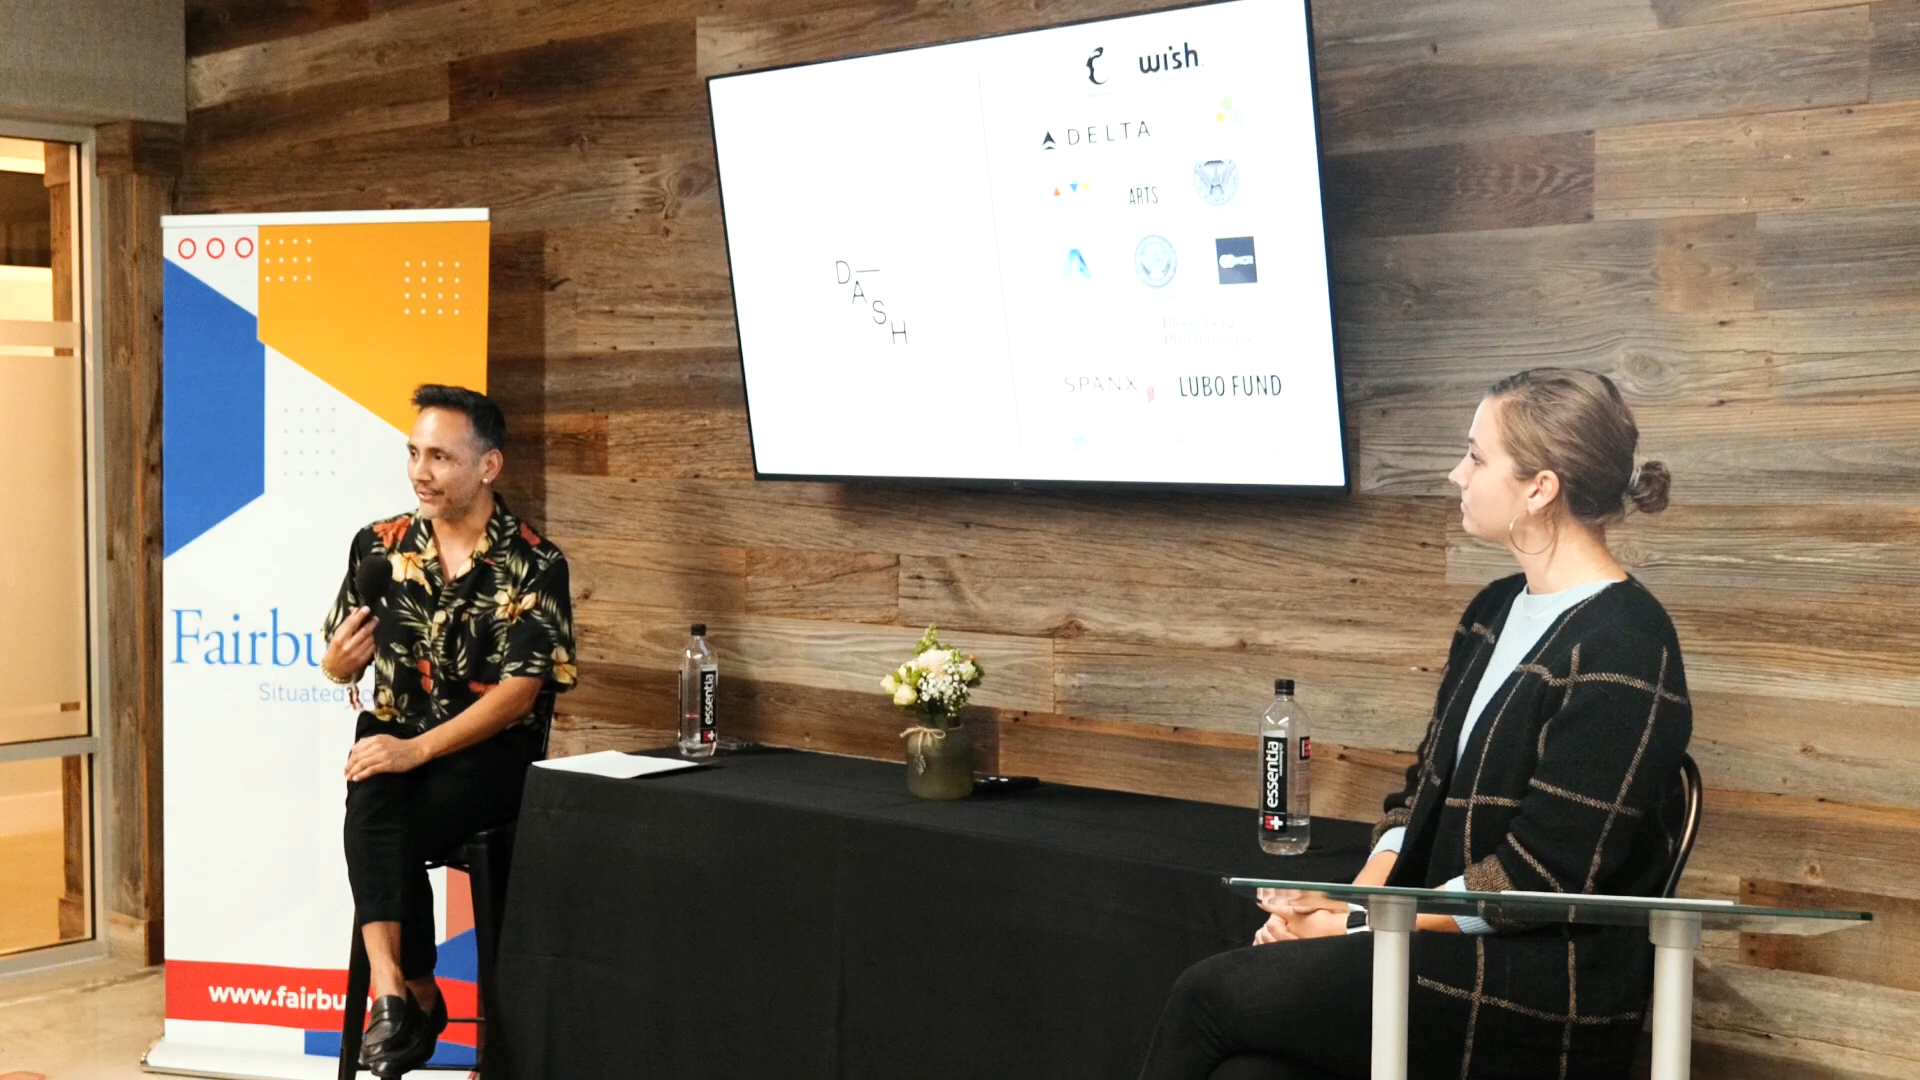 wish
DELTA
ARTS
DASH
SPANX
LUBO FUND
Fairbu
Situated
www.fairbu
essentia
essentia